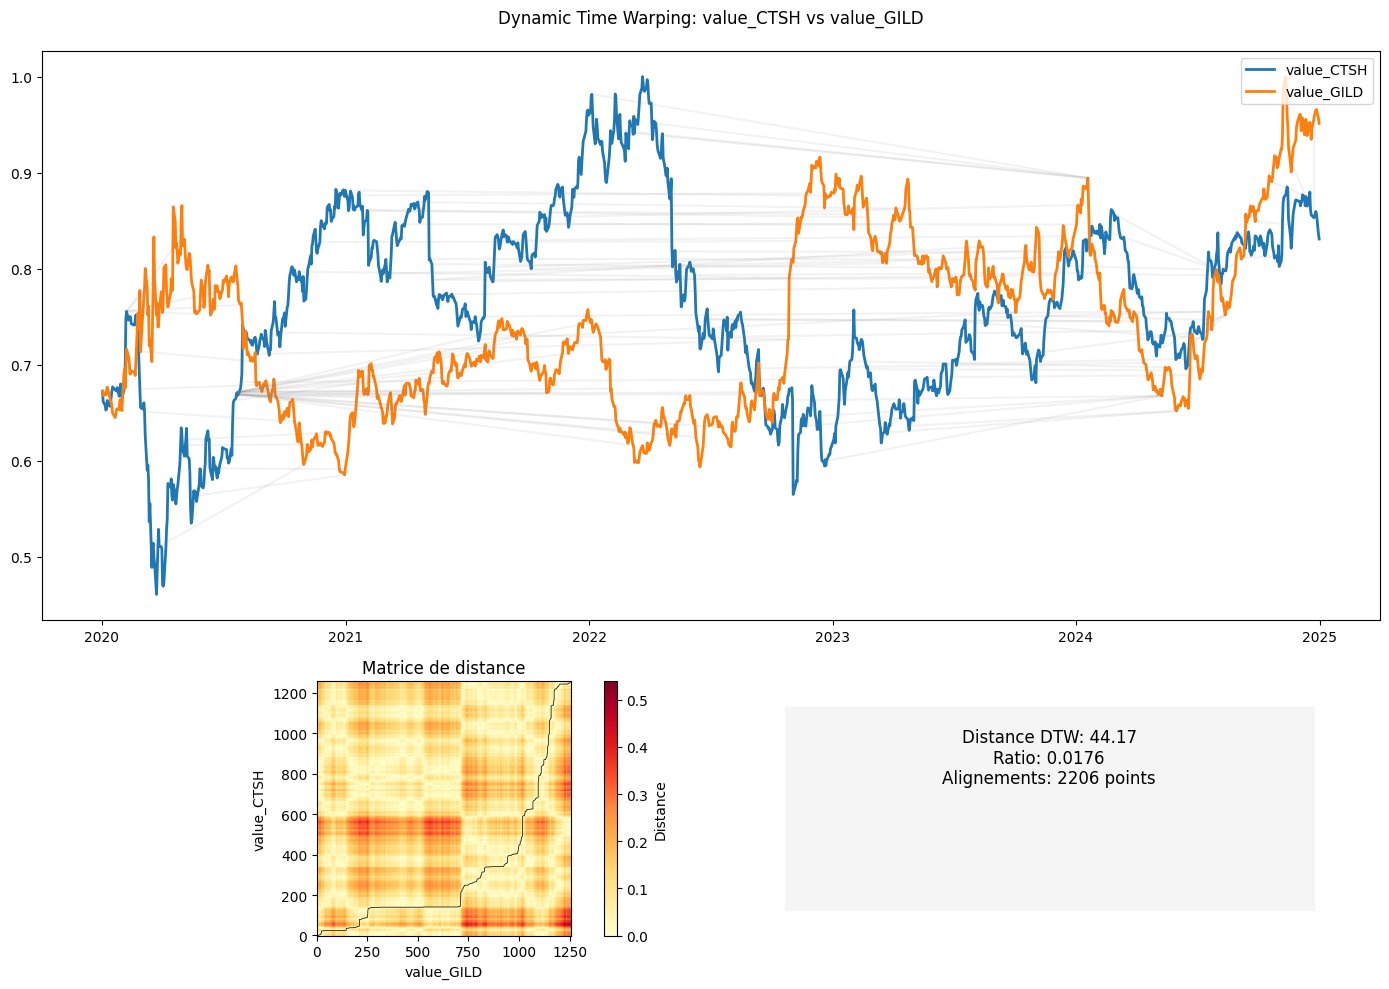 Dynamic Time Warping: value_CTSH vs value_GILD
value_CTSH
value_GILD
1.0
0.9
0.8
0.7
0.6
0.5
2020 2021 2022 2023 2024 2025
Matrice de distance
value_CTSH
1200
1000
800
600
400
200
0
0 250 500 750 1000 1250
value_GILD
0.5
0.4
0.3
0.2
0.1
0.0
Distance
Distance DTW: 44.17
Ratio: 0.0176
Alignements: 2206 points